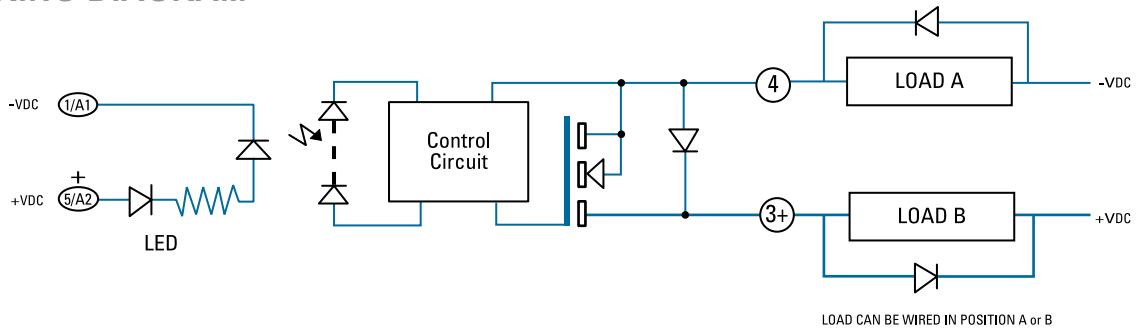 -VDC
1/A1
+
+VDC
5/A2
LED
Control
Circuit
4
LOAD A
-VDC
3+
LOAD B
+VDC
LOAD CAN BE WIRED IN POSITION A or B